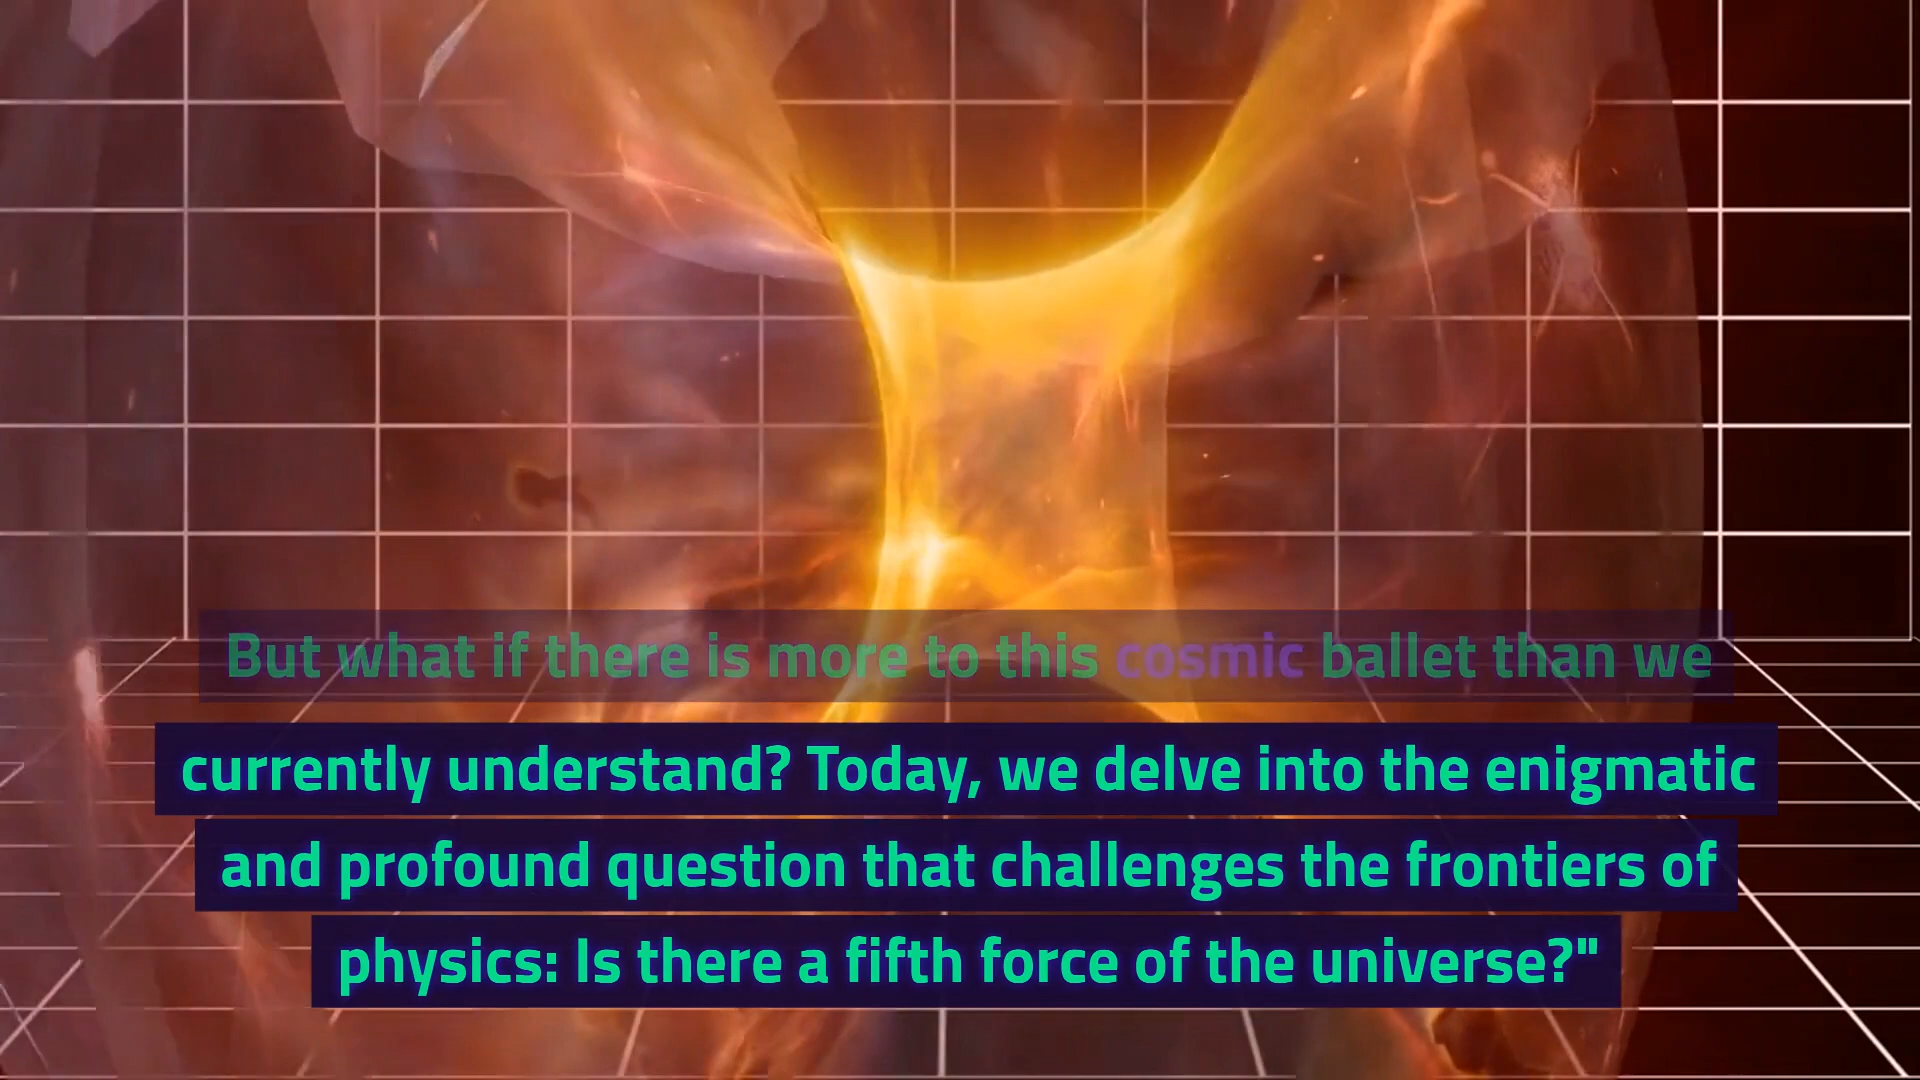 But what if there is more to this cosmic ballet than we
currently understand? Today, we delve into the enigmatic
and profound question that challenges the frontiers of
physics: Is there a fifth force of the universe?"